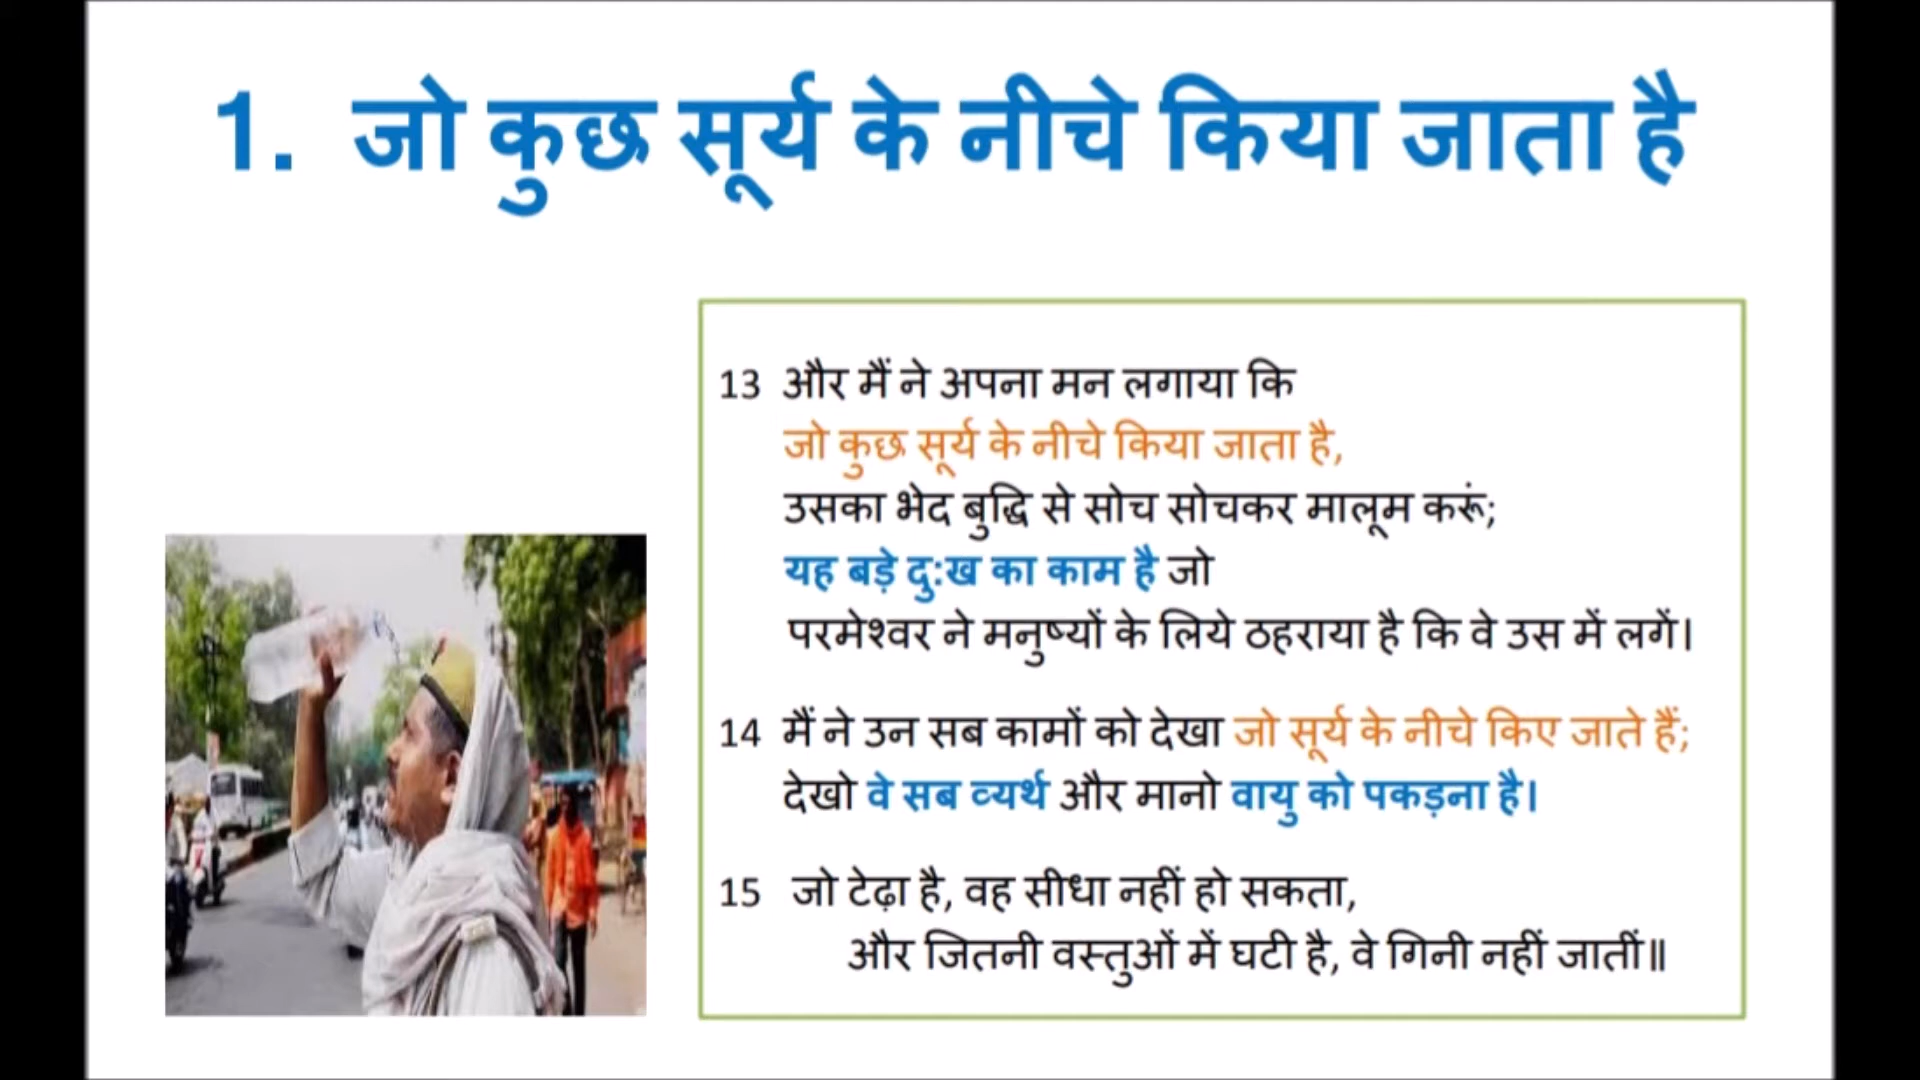 1. जो कुछ सूर्य के नीचे किया जाता है
13 और मैं ने अपना मन लगाया कि
जो कुछ सूर्य के नीचे किया जाता है,
उसका भेद बुद्धि से सोच सोचकर मालूम करूं;
यह बड़े दु:ख का काम है जो
परमेश्वर ने मनुष्यों के लिये ठहराया है कि वे उस में लगें।
14 मैं ने उन सब कामों को देखा जो सूर्य के नीचे किए जाते हैं;
देखो वे सब व्यर्थ और मानो वायु को पकड़ना है।
15 जो टेढ़ा है, वह सीधा नहीं हो सकता,
और जितनी वस्तुओं में घटी है, वे गिनी नहीं जातीं॥